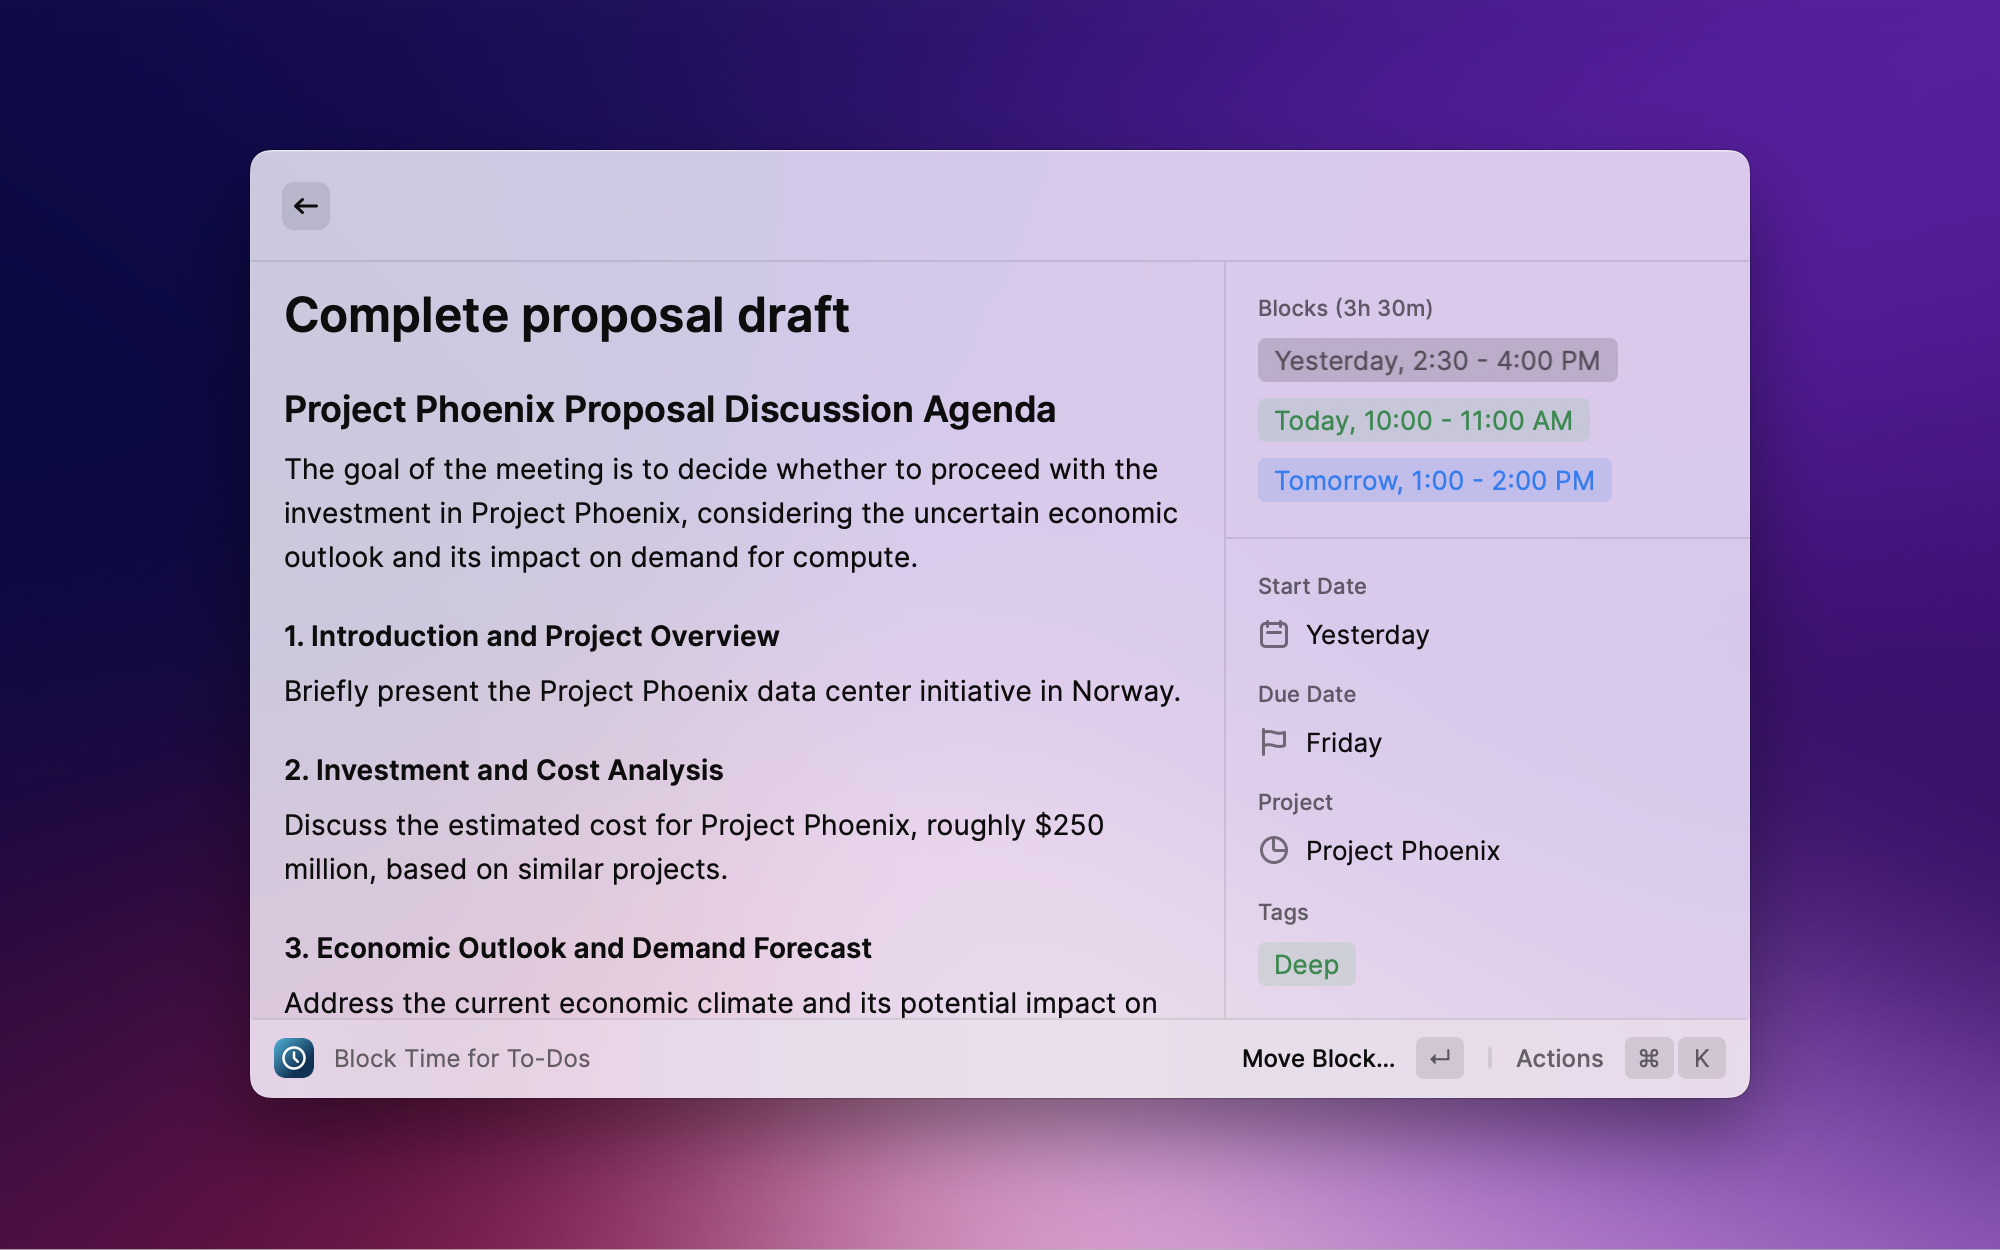 Complete proposal draft
Project Phoenix Proposal Discussion Agenda
The goal of the meeting is to decide whether to proceed with the
investment in Project Phoenix, considering the uncertain economic
outlook and its impact on demand for compute.
1. Introduction and Project Overview
Briefly present the Project Phoenix data center initiative in Norway.
2. Investment and Cost Analysis
Discuss the estimated cost for Project Phoenix, roughly $250
million, based on similar projects.
3. Economic Outlook and Demand Forecast
Address the current economic climate and its potential impact on
Blocks (3h 30m)
Yesterday, 2:30 - 4:00 PM
Today, 10:00 - 11:00 AM
Tomorrow, 1:00 - 2:00 PM
Start Date
Yesterday
Due Date
Friday
Project
Project Phoenix
Tags
Deep
Block Time for To-Dos
Move Block... ↵ | Actions ⌘ K